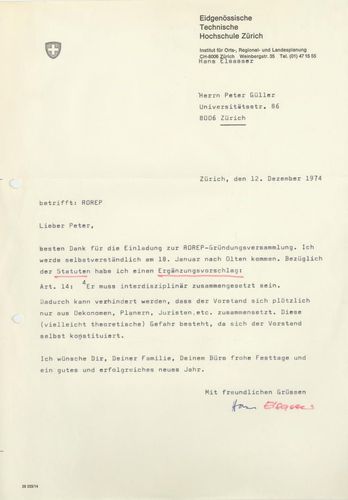 Eidgenössische
Technische
Hochschule Zürich
Institut für Orts-, Regional- und Landesplanung
CH-8006 Zürich Weinbergstr. 35 Tel. (01) 47 15 55
Hans Elsasser
Herrn Peter Güller
Universitätsstr. 86
8006 Zürich
Zürich, den 12. Dezember 1974
betrifft: ROREP
Lieber Peter,
besten Dank für die Einladung zur ROREP-Gründungsversammlung. Ich
werde selbstverständlich am 18. Januar nach Olten kommen. Bezüglich
der Statuten habe ich einen Ergänzungsvorschlag:
Art. 14: 4Er muss interdisziplinär zusammengesetzt sein.
Dadurch kann verhindert werden, dass der Vorstand sich plötzlich
nur aus Oekonomen, Planern, Juristen etc. zusammensetzt. Diese
(vielleicht theoretische) Gefahr besteht, da sich der Vorstand
selbst konstituiert.
Ich wünsche Dir, Deiner Familie, Deinem Büro frohe Festtage und
ein gutes und erfolgreiches neues Jahr.
Mit freundlichen Grüssen
Hans Elsasser